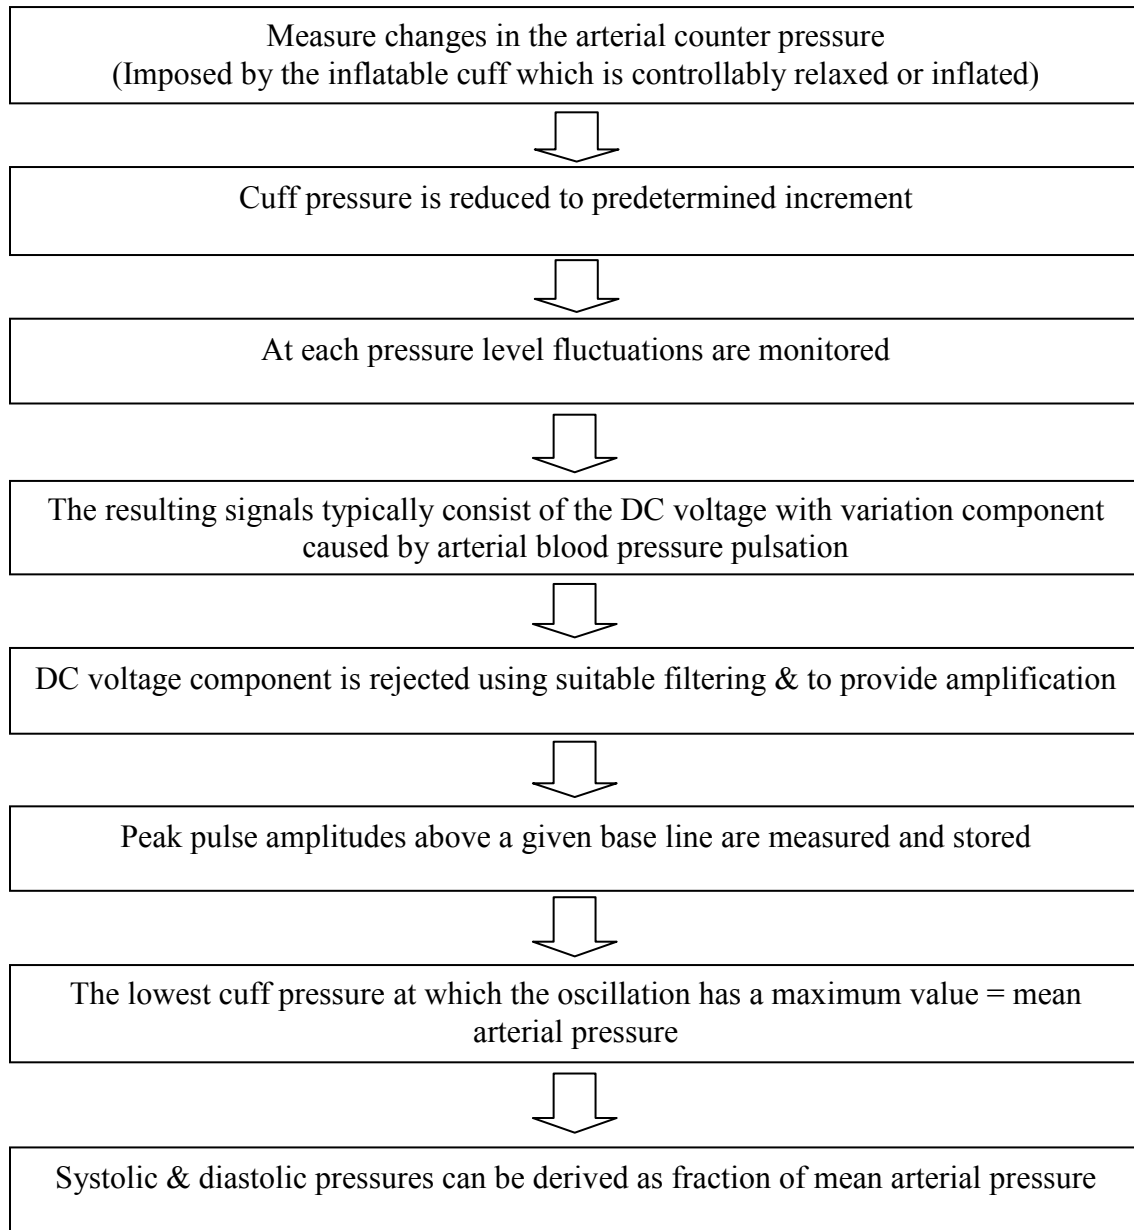 Measure changes in the arterial counter pressure
(Imposed by the inflatable cuff which is controllably relaxed or inflated)
Cuff pressure is reduced to predetermined increment
At each pressure level fluctuations are monitored
The resulting signals typically consist of the DC voltage with variation component
caused by arterial blood pressure pulsation
DC voltage component is rejected using suitable filtering & to provide amplification
Peak pulse amplitudes above a given base line are measured and stored
The lowest cuff pressure at which the oscillation has a maximum value = mean
arterial pressure
Systolic & diastolic pressures can be derived as fraction of mean arterial pressure